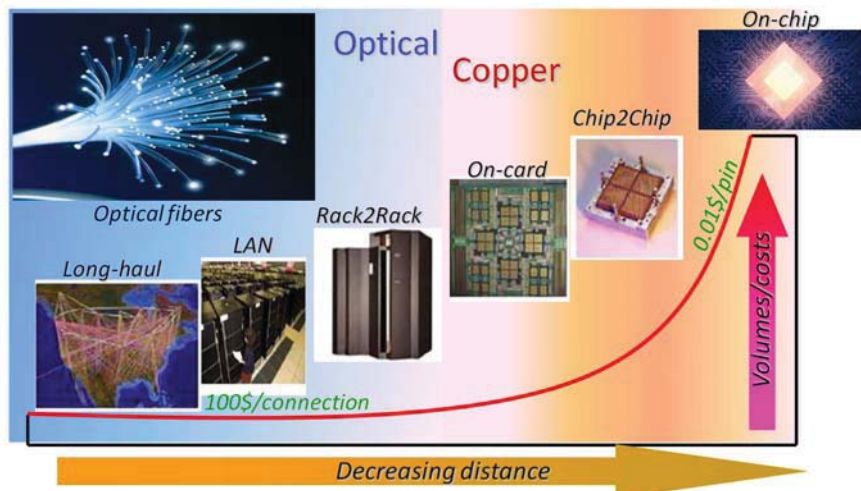 On-chip
Optical
Copper
Chip2Chip
On-card
Optical fibers
Rack2Rack
LAN
Long-haul
0.01$/pin
Volumes/costs
100$/connection
Decreasing distance